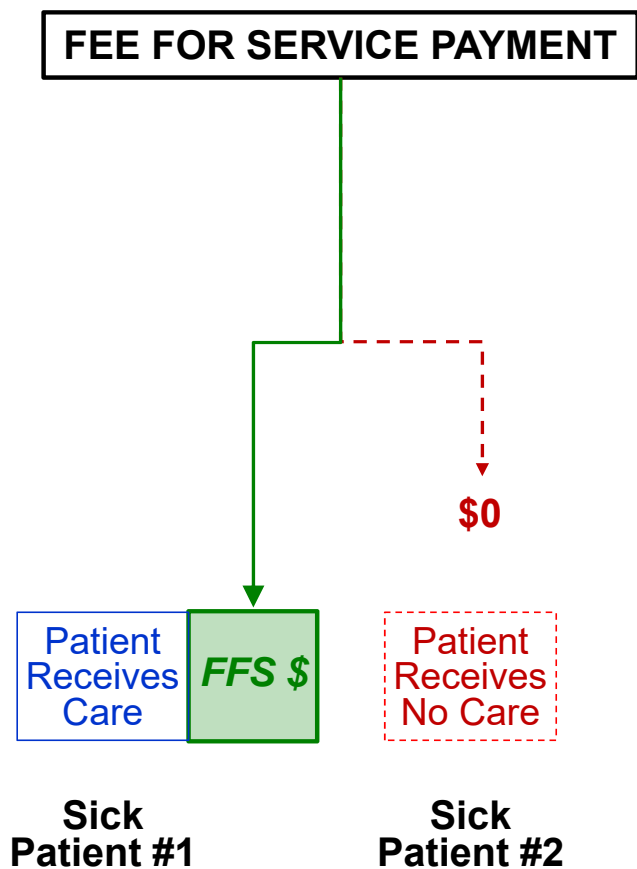 FEE FOR SERVICE PAYMENT
$0
Patient
Receives
Care
FFS $
Patient
Receives
No Care
Sick
Patient #1
Sick
Patient #2